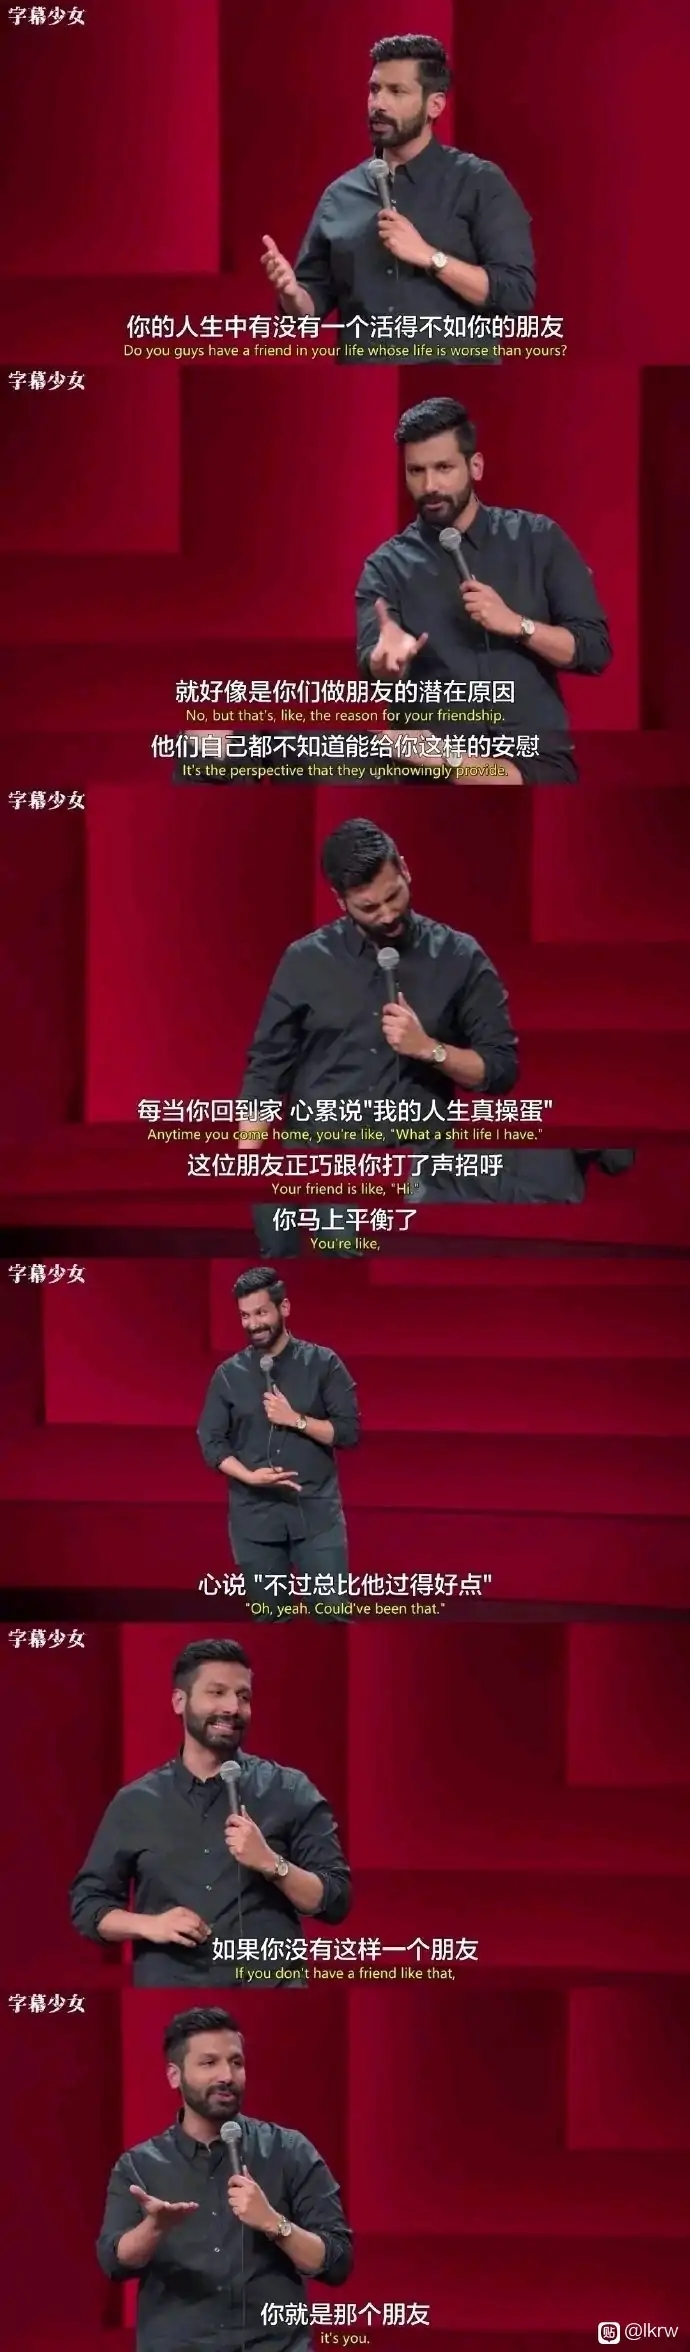 字幕少女
你的人生中有没有一个活得不如你的朋友
Do you guys have a friend in your life whose life is worse than yours?
字幕少女
就好像是你们做朋友的潜在原因
No, but that's, like, the reason for your friendship.
他们自己都不知道能给你这样的安慰
It's the perspective that they unknowingly provide.
字幕少女
每当你回到家 心累说"我的人生真操蛋"
Anytime you come home, you're like, "What a shit life I have."
这位朋友正巧跟你打了声招呼
Your friend is like, "Hi."
你马上平衡了
You're like,
字幕少女
心说 "不过总比他过得好点"
"Oh, yeah. Could've been that."
字幕少女
如果你没有这样一个朋友
If you don't have a friend like that,
字幕少女
你就是那个朋友
it's you.
贴 @lkrw